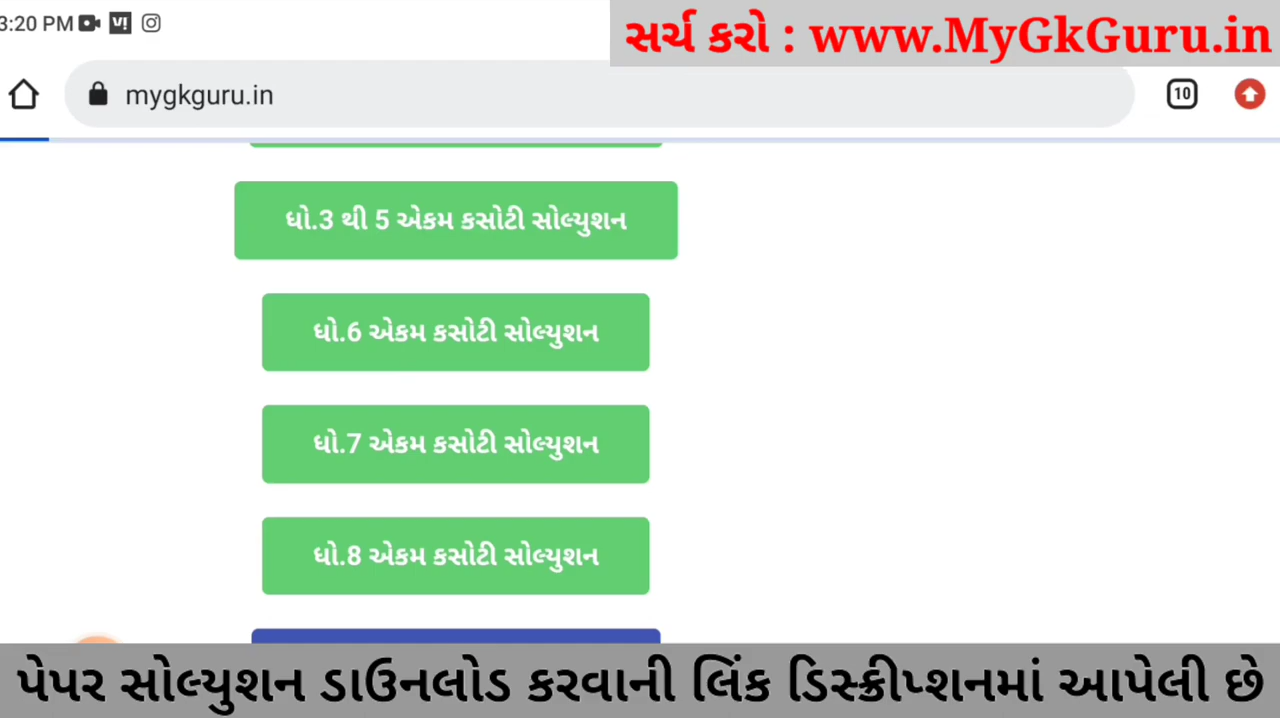 3:20 PM
સર્ચ કરો : www.MyGkGuru.in
mygkguru.in
10
ધો.3 થી 5 એકમ કસોટી સોલ્યુશન
ધો.6 એકમ કસોટી સોલ્યુશન
ધો.7 એકમ કસોટી સોલ્યુશન
ધો.8 એકમ કસોટી સોલ્યુશન
પેપર સોલ્યુશન ડાઉનલોડ કરવાની લિંક ડિસ્ક્રીપ્શનમાં આપેલી છે